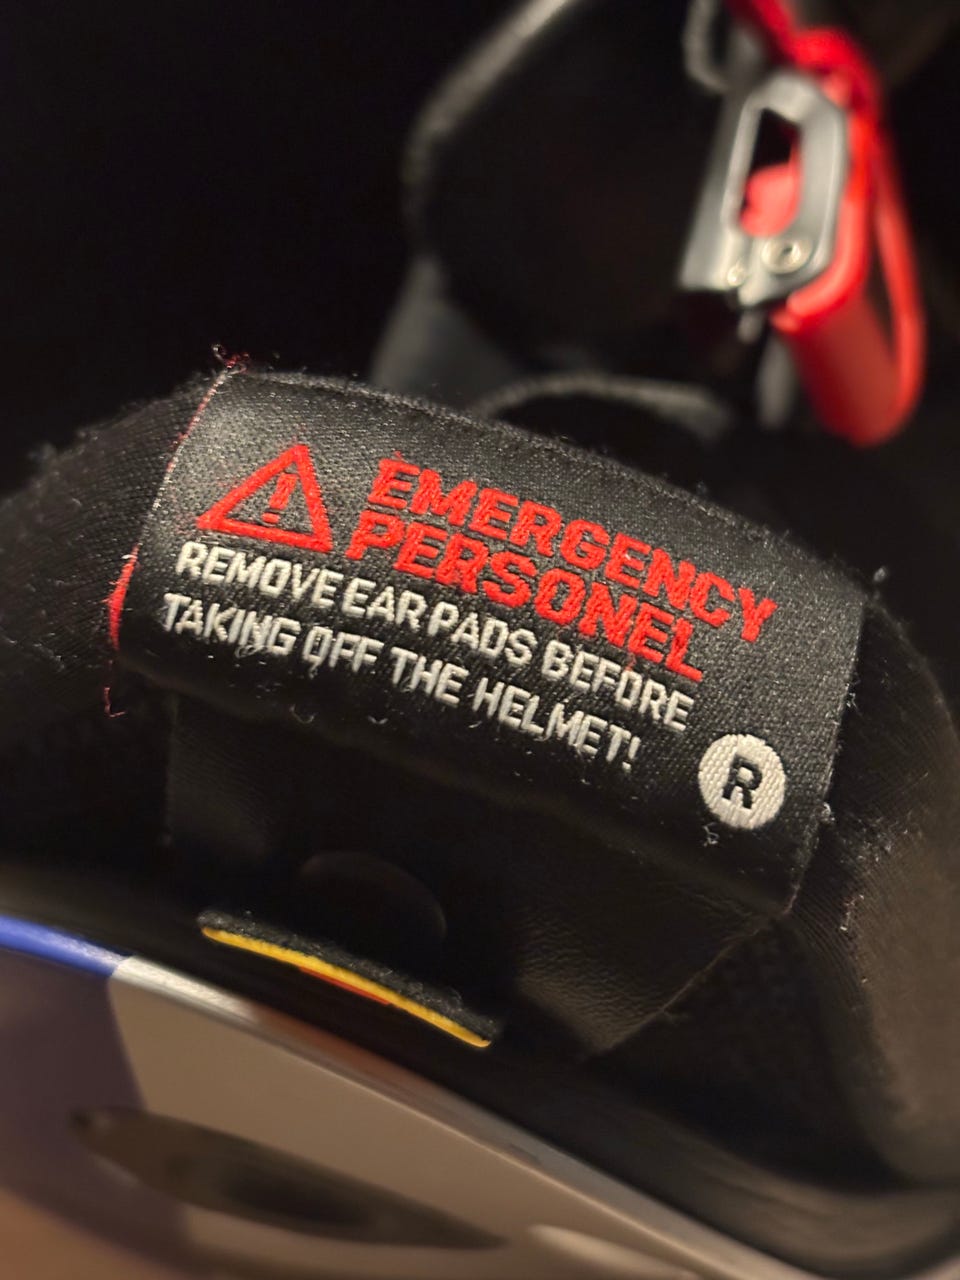 EMERGENCY
PERSONEL
REMOVE EAR PADS BEFORE
TAKING OFF THE HELMET!
R